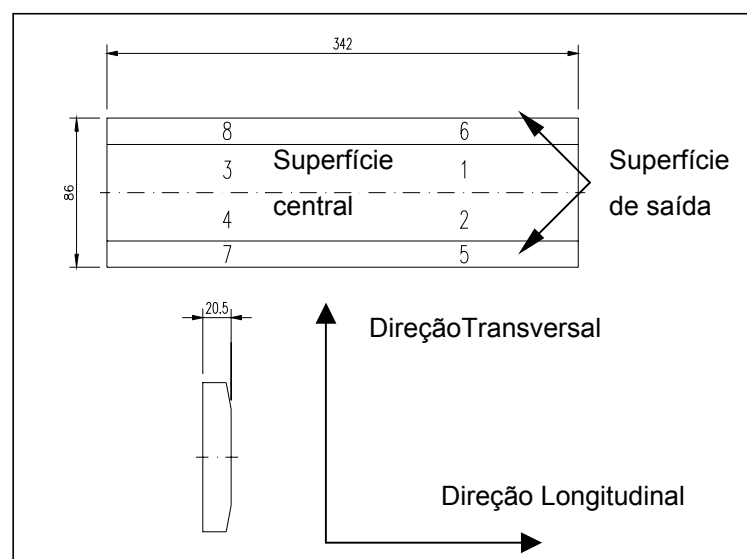 342
8 6
3 Superfície 1 Superfície
86
central de saída
4 2
7 5
20.5
DireçãoTransversal
Direção Longitudinal